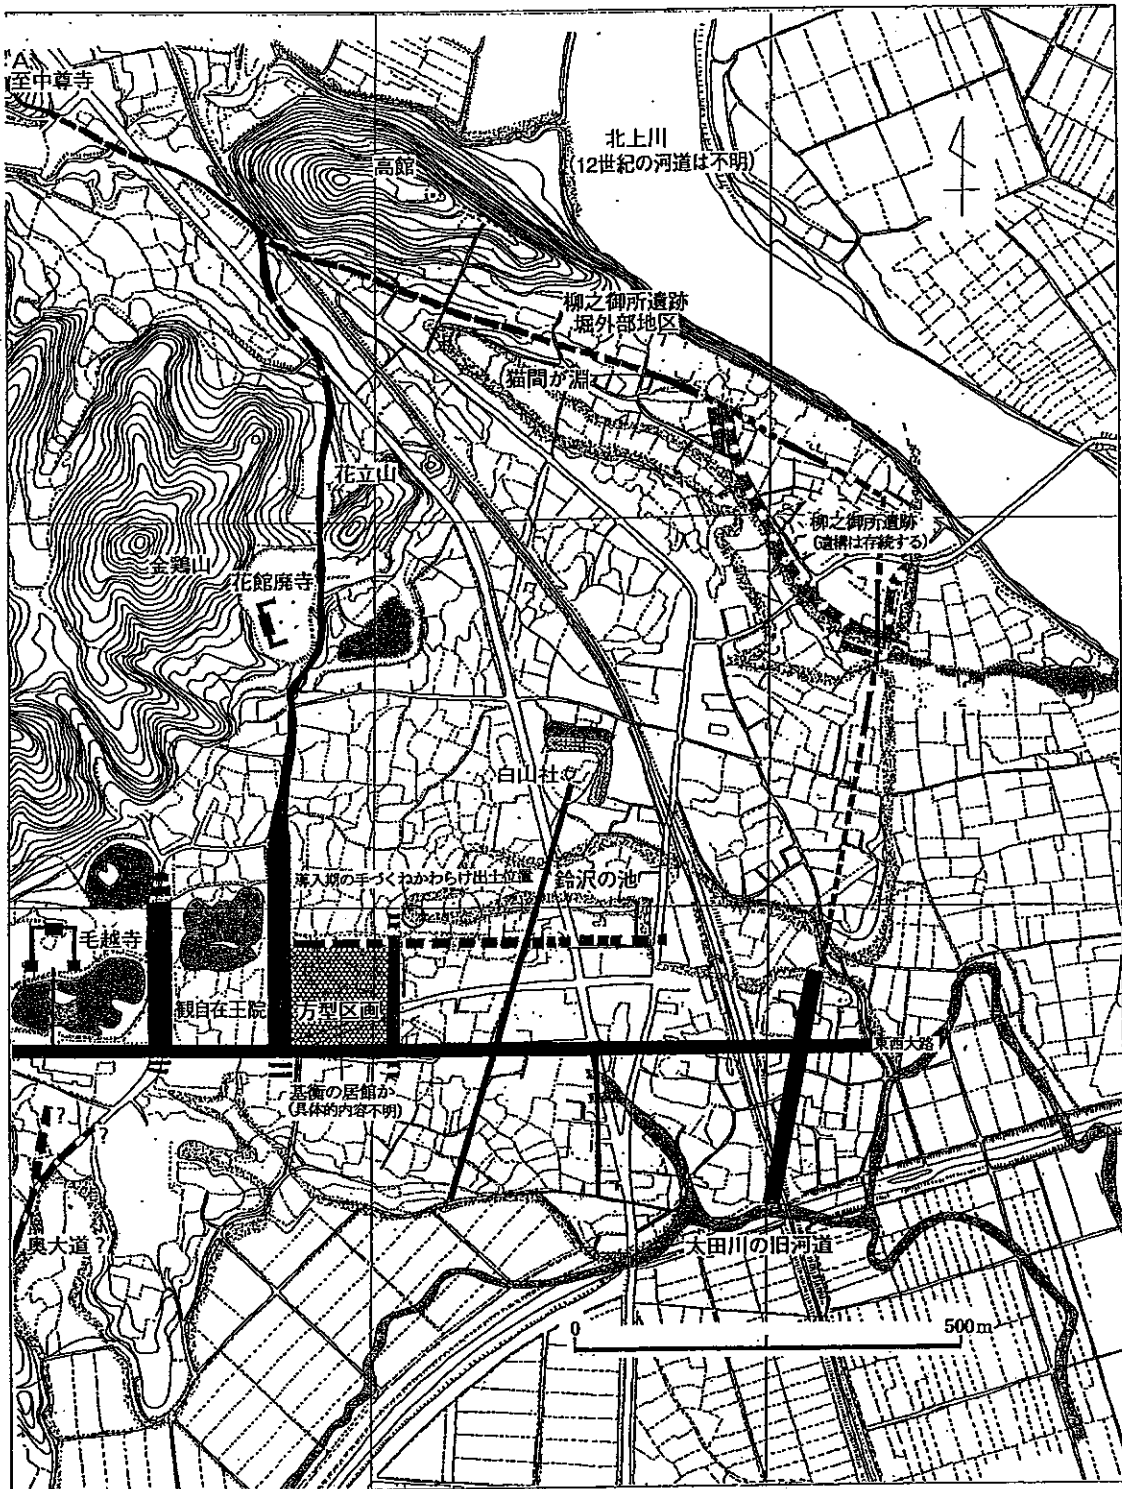 A
至中尊寺
高館
北上川
(12世紀の河道は不明)
柳之御所遺跡
堀外部地区
猫間が淵
花立山
柳之御所遺跡
(遺構は存続する)
金鶏山
花館廃寺
白山社
導入期の手づくねかわらけ出土位置
鈴沢の池
毛越寺
観自在王院
方型区画
東西大路
基衡の居館か
(具体的内容不明)
?
?
奥大道?
太田川の旧河道
0
500m